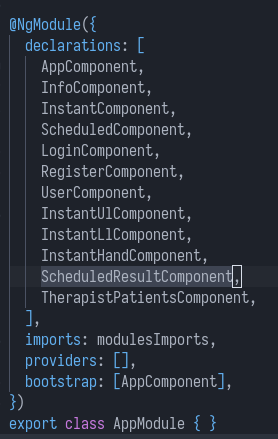 @NgModule({
declarations: [
AppComponent,
InfoComponent,
InstantComponent,
ScheduledComponent,
LoginComponent,
RegisterComponent,
UserComponent,
InstantUlComponent,
InstantLlComponent,
InstantHandComponent,
ScheduledResultComponent,
TherapistPatientsComponent,
],
imports: modulesImports,
providers: [],
bootstrap: [AppComponent],
})
export class AppModule { }